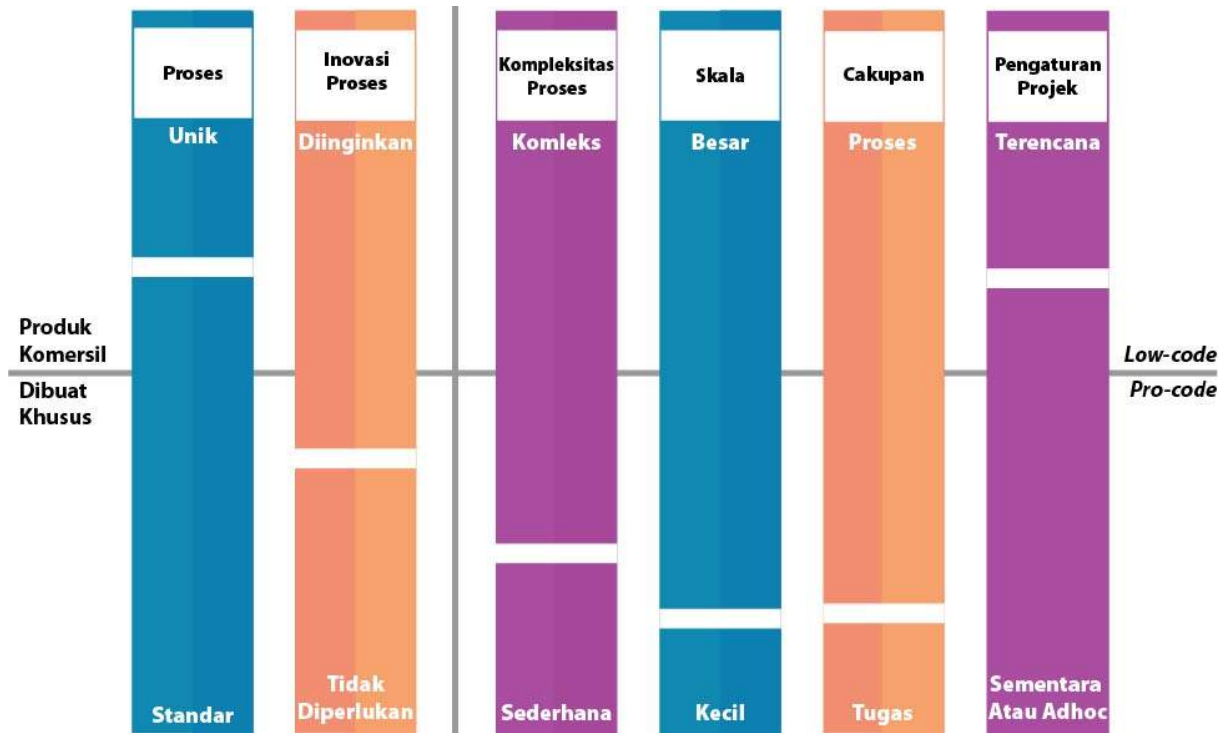 Proses
Inovasi
Proses
Kompleksitas
Proses
Skala
Cakupan
Pengaturan
Projek
Unik
Diinginkan
Komleks
Besar
Proses
Terencana
Produk
Komersil
Low-code
Dibuat
Khusus
Pro-code
Standar
Tidak
Diperlukan
Sederhana
Kecil
Tugas
Sementara
Atau Adhoc